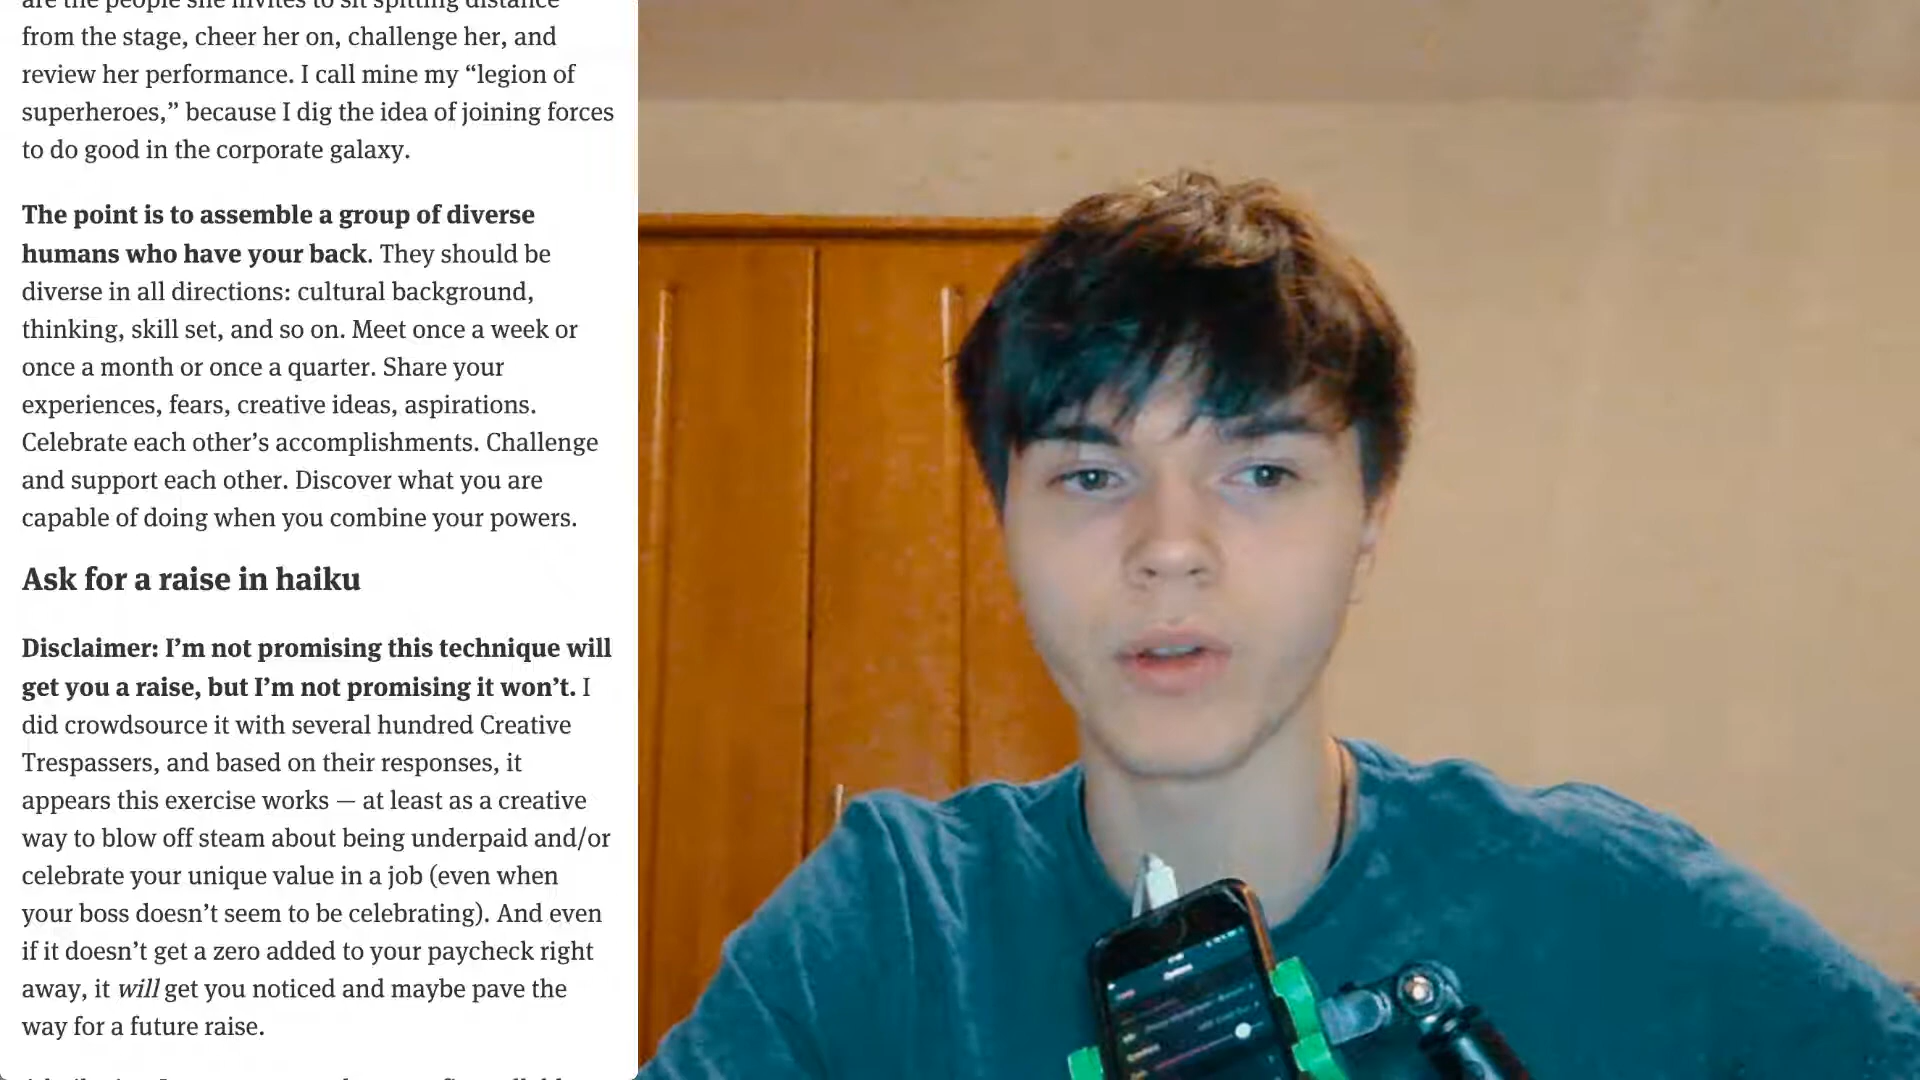 are the people she invites to sit spitting distance
from the stage, cheer her on, challenge her, and
review her performance. I call mine my “legion of
superheroes,” because I dig the idea of joining forces
to do good in the corporate galaxy.
The point is to assemble a group of diverse
humans who have your back. They should be
diverse in all directions: cultural background,
thinking, skill set, and so on. Meet once a week or
once a month or once a quarter. Share your
experiences, fears, creative ideas, aspirations.
Celebrate each other’s accomplishments. Challenge
and support each other. Discover what you are
capable of doing when you combine your powers.
Ask for a raise in haiku
Disclaimer: I’m not promising this technique will
get you a raise, but I’m not promising it won’t. I
did crowdsource it with several hundred Creative
Trespassers, and based on their responses, it
appears this exercise works — at least as a creative
way to blow off steam about being underpaid and/or
celebrate your unique value in a job (even when
your boss doesn’t seem to be celebrating). And even
if it doesn’t get a zero added to your paycheck right
away, it will get you noticed and maybe pave the
way for a future raise.